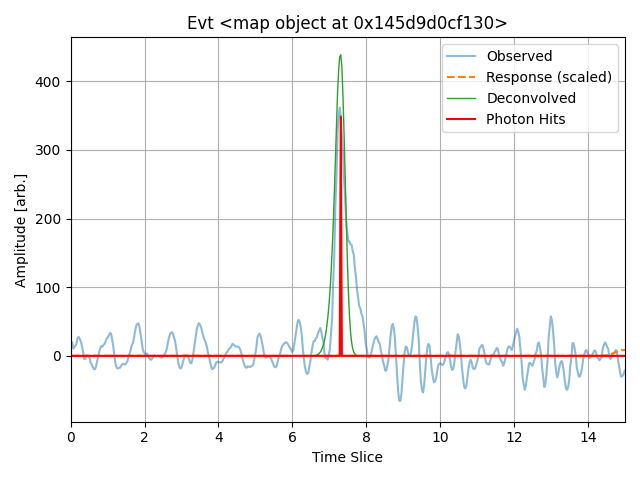 Evt <map object at 0x145d9d0cf130>
Observed
Response (scaled)
Deconvolved
Photon Hits
Amplitude [arb.]
400
300
200
100
0
0 2 4 6 8 10 12 14
Time Slice